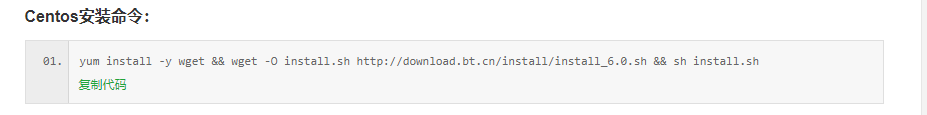 Centos安装命令：
01. yum install -y wget && wget -O install.sh http://download.bt.cn/install/install_6.0.sh && sh install.sh
复制代码